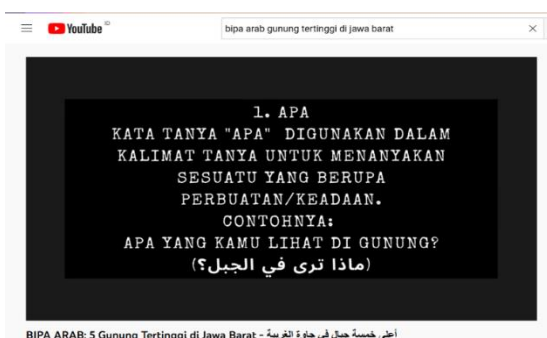 YouTube ID
bipa arab gunung tertinggi di jawa barat
1. APA
KATA TANYA "APA" DIGUNAKAN DALAM
KALIMAT TANYA UNTUK MENANYAKAN
SESUATU YANG BERUPA
PERBUATAN/KEADAAN.
CONTOHNYA:
APA YANG KAMU LIHAT DI GUNUNG?
(ماذا ترى في الجبل؟)
BIPA ARAB: 5 Gunung Tertinggi di Jawa Barat - أعلى خمسة جبال في جاوة الغربية